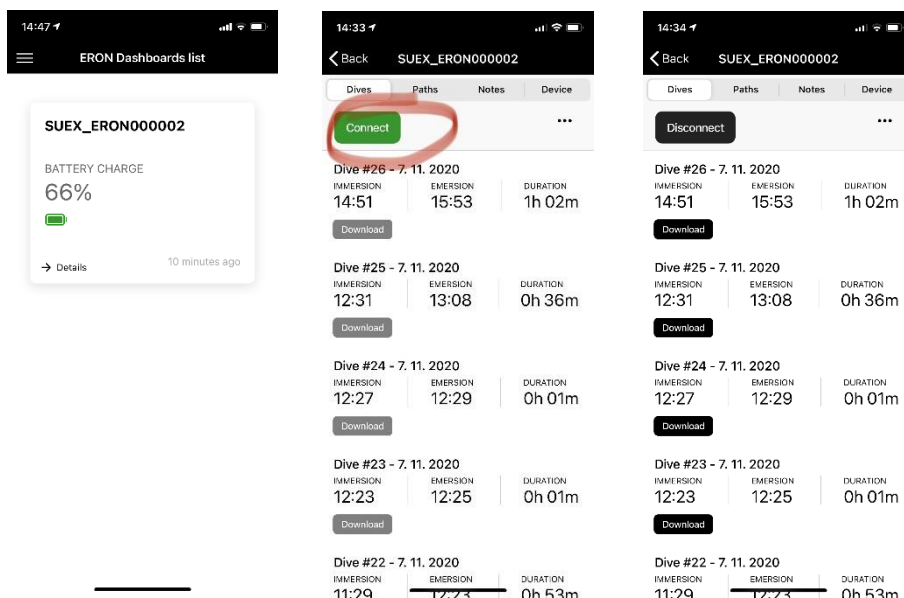 14:47
ERON Dashboards list
SUEX_ERON000002
BATTERY CHARGE
66%
→ Details
10 minutes ago
14:33
Back
SUEX_ERON000002
Dives Paths Notes Device
Connect
...
Dive #26 - 7. 11. 2020
IMMERSION EMERSION DURATION
14:51 15:53 1h 02m
Download
Dive #25 - 7. 11. 2020
IMMERSION EMERSION DURATION
12:31 13:08 0h 36m
Download
Dive #24 - 7. 11. 2020
IMMERSION EMERSION DURATION
12:27 12:29 0h 01m
Download
Dive #23 - 7. 11. 2020
IMMERSION EMERSION DURATION
12:23 12:25 0h 01m
Download
Dive #22 - 7. 11. 2020
IMMERSION EMERSION DURATION
11:29 12:23 0h 53m
14:34
Back
SUEX_ERON000002
Dives Paths Notes Device
Disconnect
...
Dive #26 - 7. 11. 2020
IMMERSION EMERSION DURATION
14:51 15:53 1h 02m
Download
Dive #25 - 7. 11. 2020
IMMERSION EMERSION DURATION
12:31 13:08 0h 36m
Download
Dive #24 - 7. 11. 2020
IMMERSION EMERSION DURATION
12:27 12:29 0h 01m
Download
Dive #23 - 7. 11. 2020
IMMERSION EMERSION DURATION
12:23 12:25 0h 01m
Download
Dive #22 - 7. 11. 2020
IMMERSION EMERSION DURATION
11:29 12:23 0h 53m